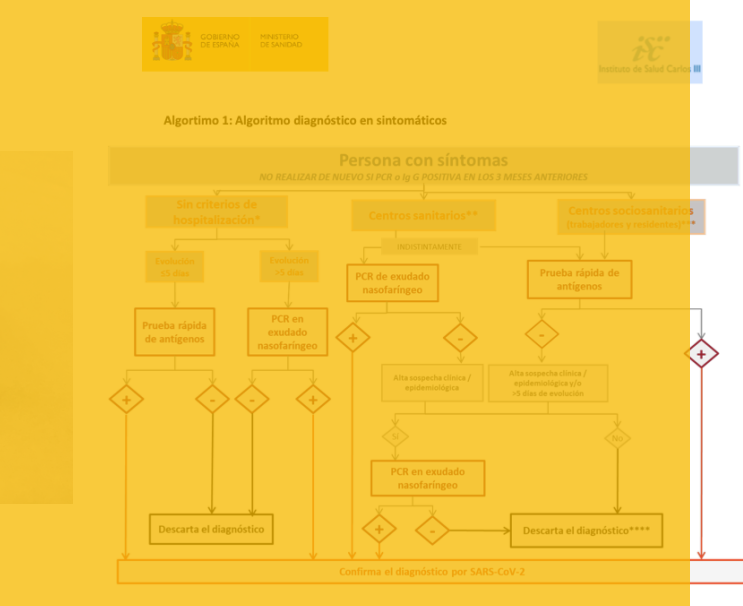 GOBIERNO
DE ESPAÑA
MINISTERIO
DE SANIDAD
Instituto de Salud Carlos III
Algortimo 1: Algoritmo diagnóstico en sintomáticos
Persona con síntomas
NO REALIZAR DE NUEVO SI PCR o Ig G POSITIVA EN LOS 3 MESES ANTERIORES
Sin criterios de
hospitalización*
Centros sanitarios**
Centros sociosanitarios
(trabajadores y residentes)***
INDISTINTAMENTE
Evolución
≤5 días
Evolución
>5 días
PCR de exudado
nasofaríngeo
Prueba rápida de
antígenos
Prueba rápida
de antígenos
PCR en
exudado
nasofaríngeo
+
-
-
+
+
-
-
+
Alta sospecha clínica /
epidemiológica
Alta sospecha clínica /
epidemiológica y/o
>5 días de evolución
Sí
No
PCR en exudado
nasofaríngeo
+
-
Descarta el diagnóstico
Descarta el diagnóstico****
Confirma el diagnóstico por SARS-CoV-2